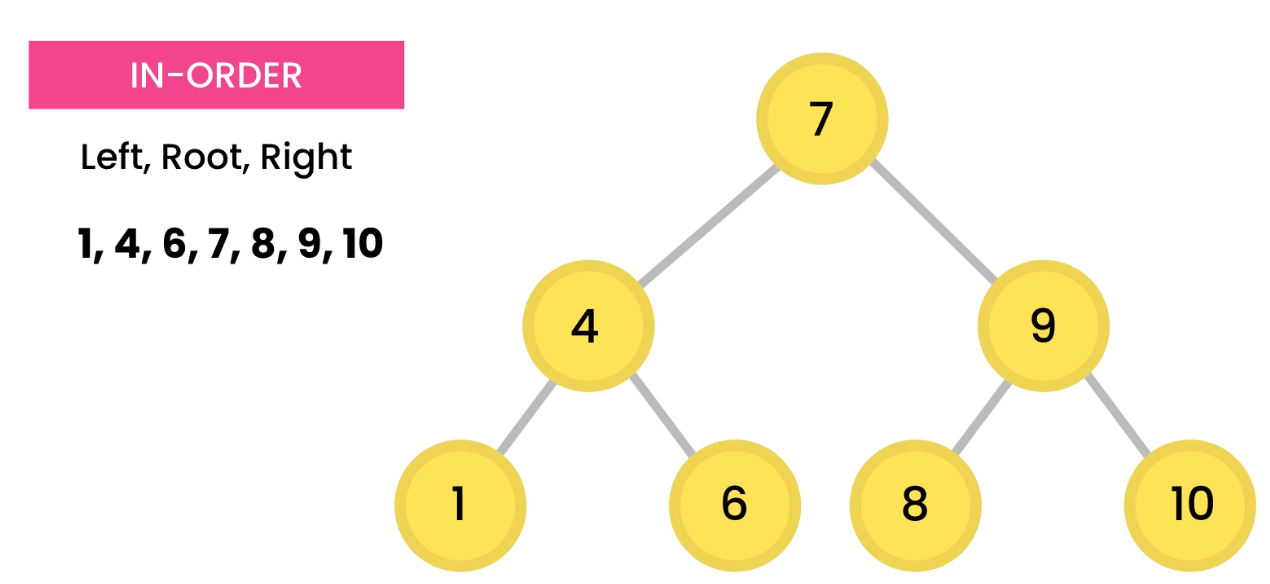 IN-ORDER
Left, Root, Right
1, 4, 6, 7, 8, 9, 10
7
4
9
1
6
8
10